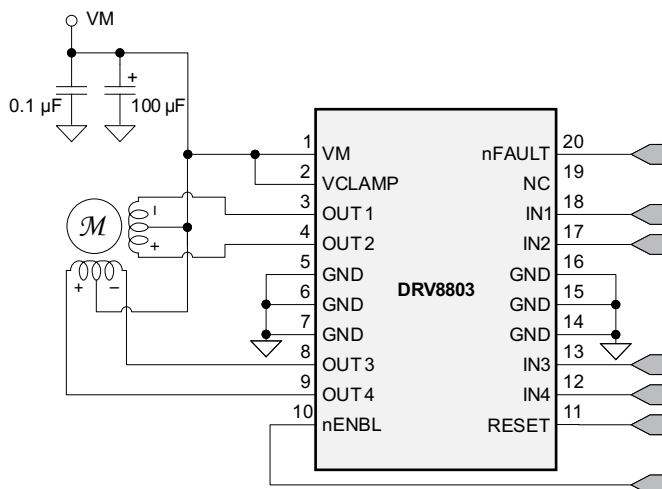 VM
+
0.1 µF
100 µF
1
VM
nFAULT
20
2
VCLAMP
NC
19
3
OUT1
IN1
18
4
OUT2
IN2
17
5
GND
GND
16
6
GND
DRV8803
GND
15
7
GND
GND
14
8
OUT3
IN3
13
9
OUT4
IN4
12
10
nENBL
RESET
11
M
–
+
+
–